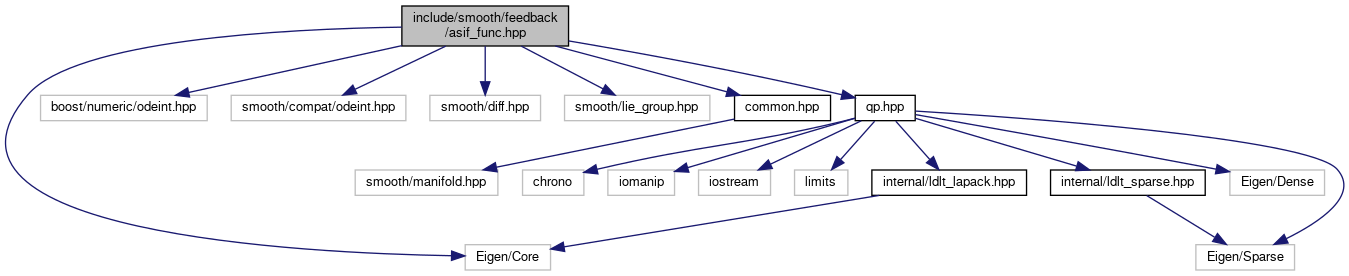 include/smooth/feedback
/asif_func.hpp
boost/numeric/odeint.hpp
smooth/compat/odeint.hpp
smooth/diff.hpp
smooth/lie_group.hpp
common.hpp
qp.hpp
smooth/manifold.hpp
chrono
iomanip
iostream
limits
internal/ldlt_lapack.hpp
internal/ldlt_sparse.hpp
Eigen/Dense
Eigen/Core
Eigen/Sparse